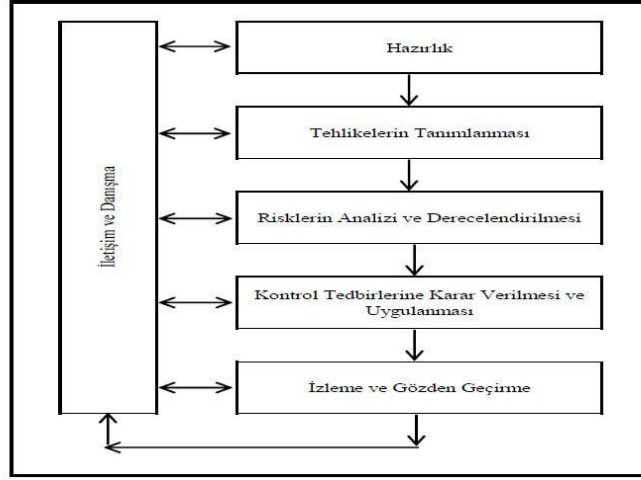 İletişim ve Danışma
Hazırlık
Tehlikelerin Tanımlanması
Risklerin Analizi ve Derecelendirilmesi
Kontrol Tedbirlerine Karar Verilmesi ve
Uygulanması
İzleme ve Gözden Geçirme